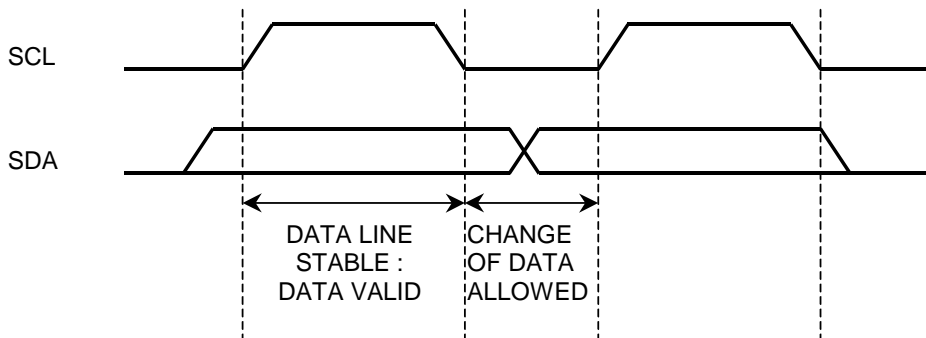 SCL
SDA
DATA LINE
STABLE :
DATA VALID
CHANGE
OF DATA
ALLOWED